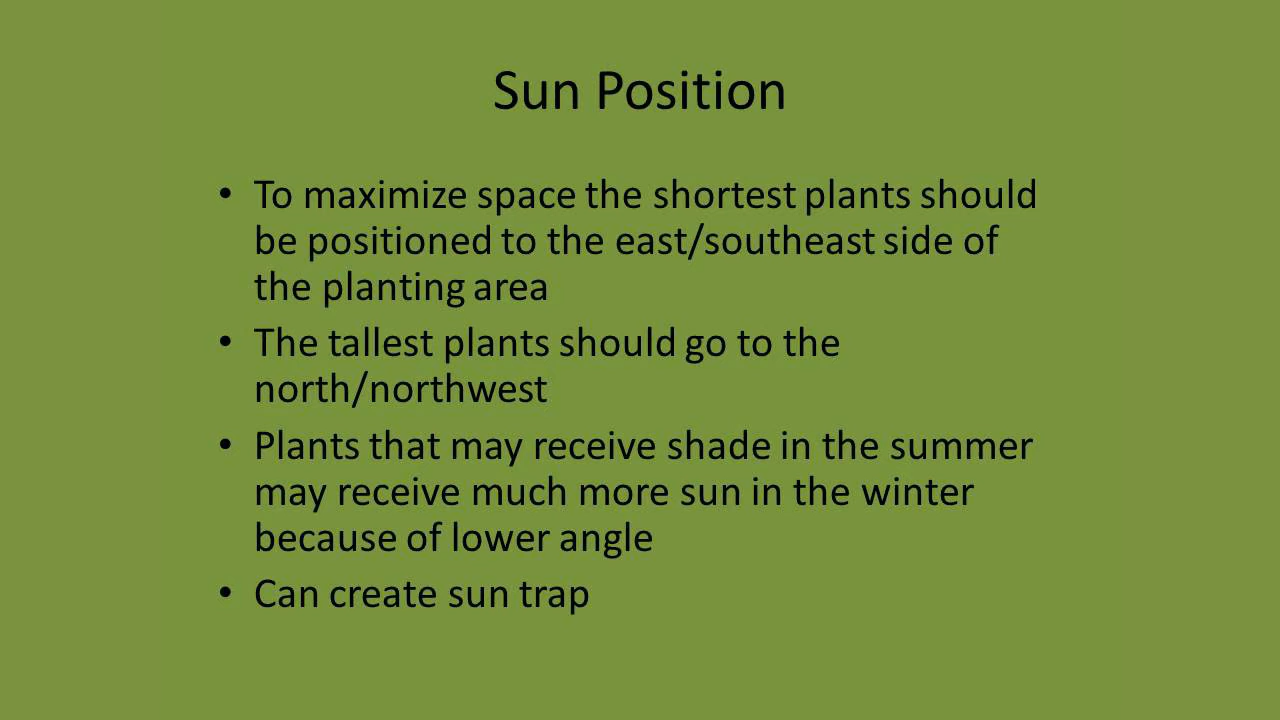 Sun Position
• To maximize space the shortest plants should
be positioned to the east/southeast side of
the planting area
• The tallest plants should go to the
north/northwest
• Plants that may receive shade in the summer
may receive much more sun in the winter
because of lower angle
• Can create sun trap